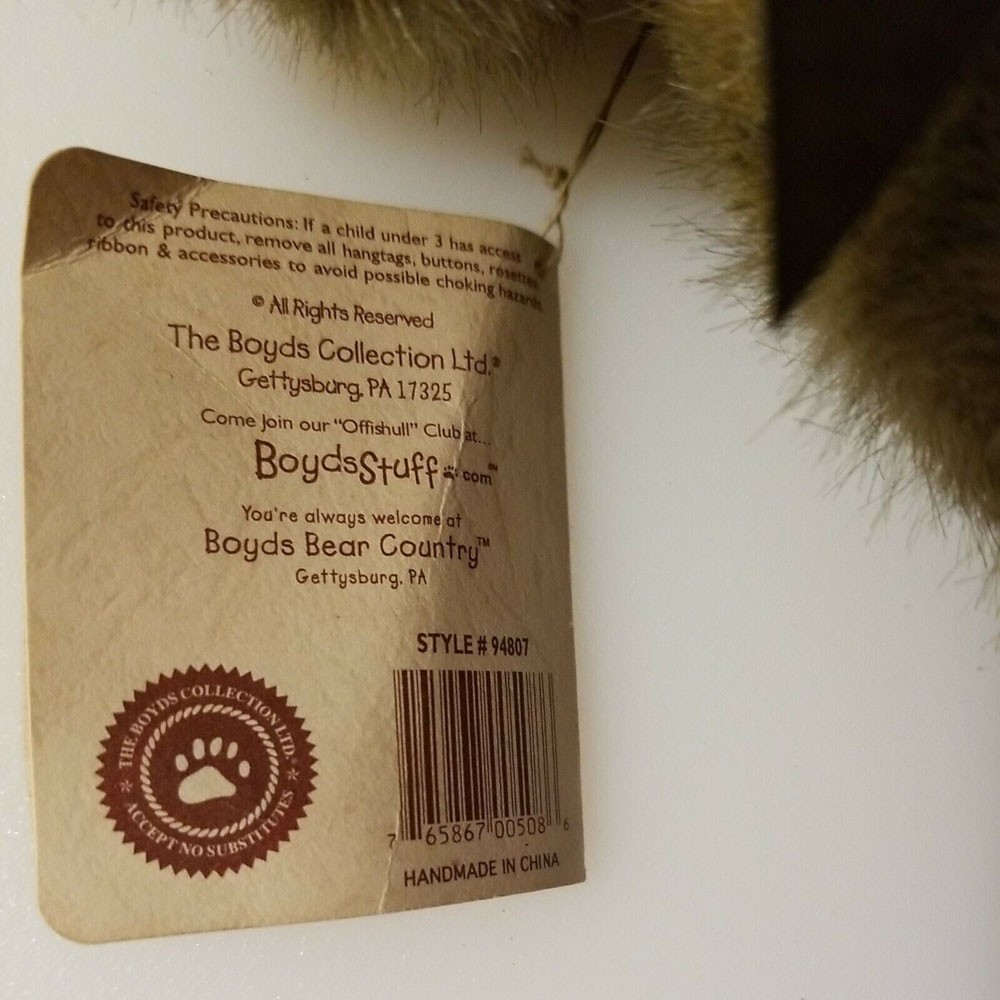 Safety Precautions: If a child under 3 has access
to this product, remove all hangtags, buttons, rosettes,
ribbon & accessories to avoid possible choking hazards.
© All Rights Reserved
The Boyds Collection Ltd.®
Gettysburg, PA 17325
Come Join our "Offishull" Club at...
BoydsStuff.com™
You're always welcome at
Boyds Bear Country™
Gettysburg, PA
STYLE # 94807
THE BOYDS COLLECTION LTD.®
* ACCEPT NO SUBSTITUTES *
7 65867 00508 6
HANDMADE IN CHINA